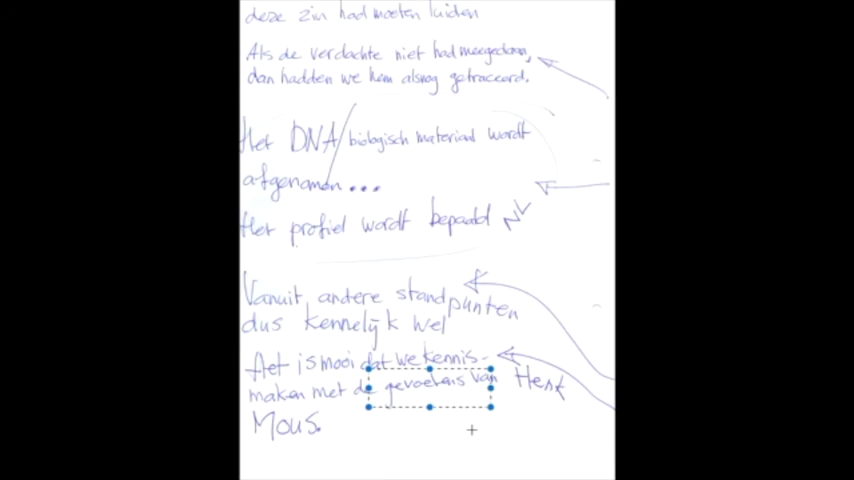 deze zin had moeten luiden
Als de verdachte niet had meegedaan,
dan hadden we hem alsnog getraceerd.
Het DNA/biologisch materiaal wordt
afgenomen...
Het profiel wordt bepaald NL
Vanuit andere standpunten
dus kennelijk wel
Het is mooi dat we kennis-
maken met de gevoelens van Henk
Mous.